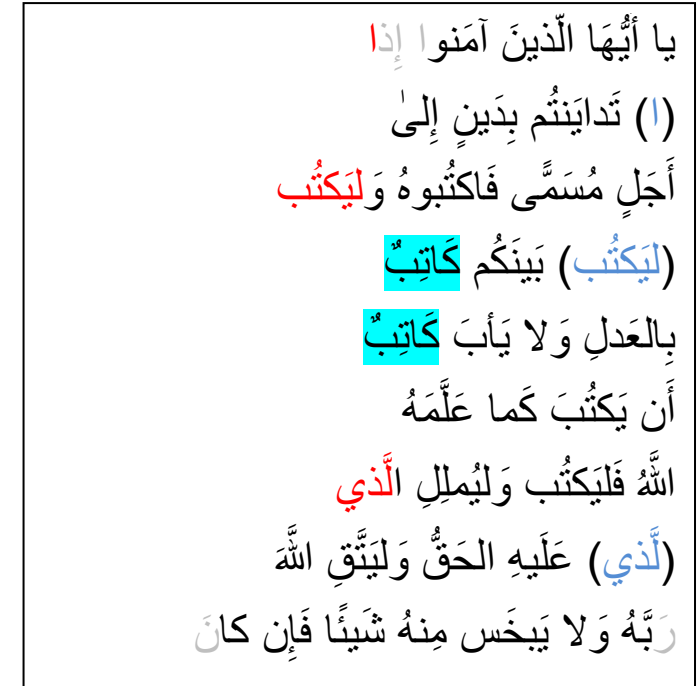 يا أَيُّهَا الَّذينَ آمَنوا إِذا
(ا) تَدايَنتُم بِدَينٍ إِلىٰ
أَجَلٍ مُسَمًّى فَاكتُبوهُ وَليَكتُب
(ليَكتُب) بَينَكُم كَاتِبٌ
بِالعَدلِ وَلا يَأبَ كَاتِبٌ
أَن يَكتُبَ كَما عَلَّمَهُ
اللَّهُ فَليَكتُب وَليُملِلِ الَّذي
(لَّذي) عَلَيهِ الحَقُّ وَليَتَّقِ اللَّهَ
رَبَّهُ وَلا يَبخَس مِنهُ شَيئًا فَإِن كانَ